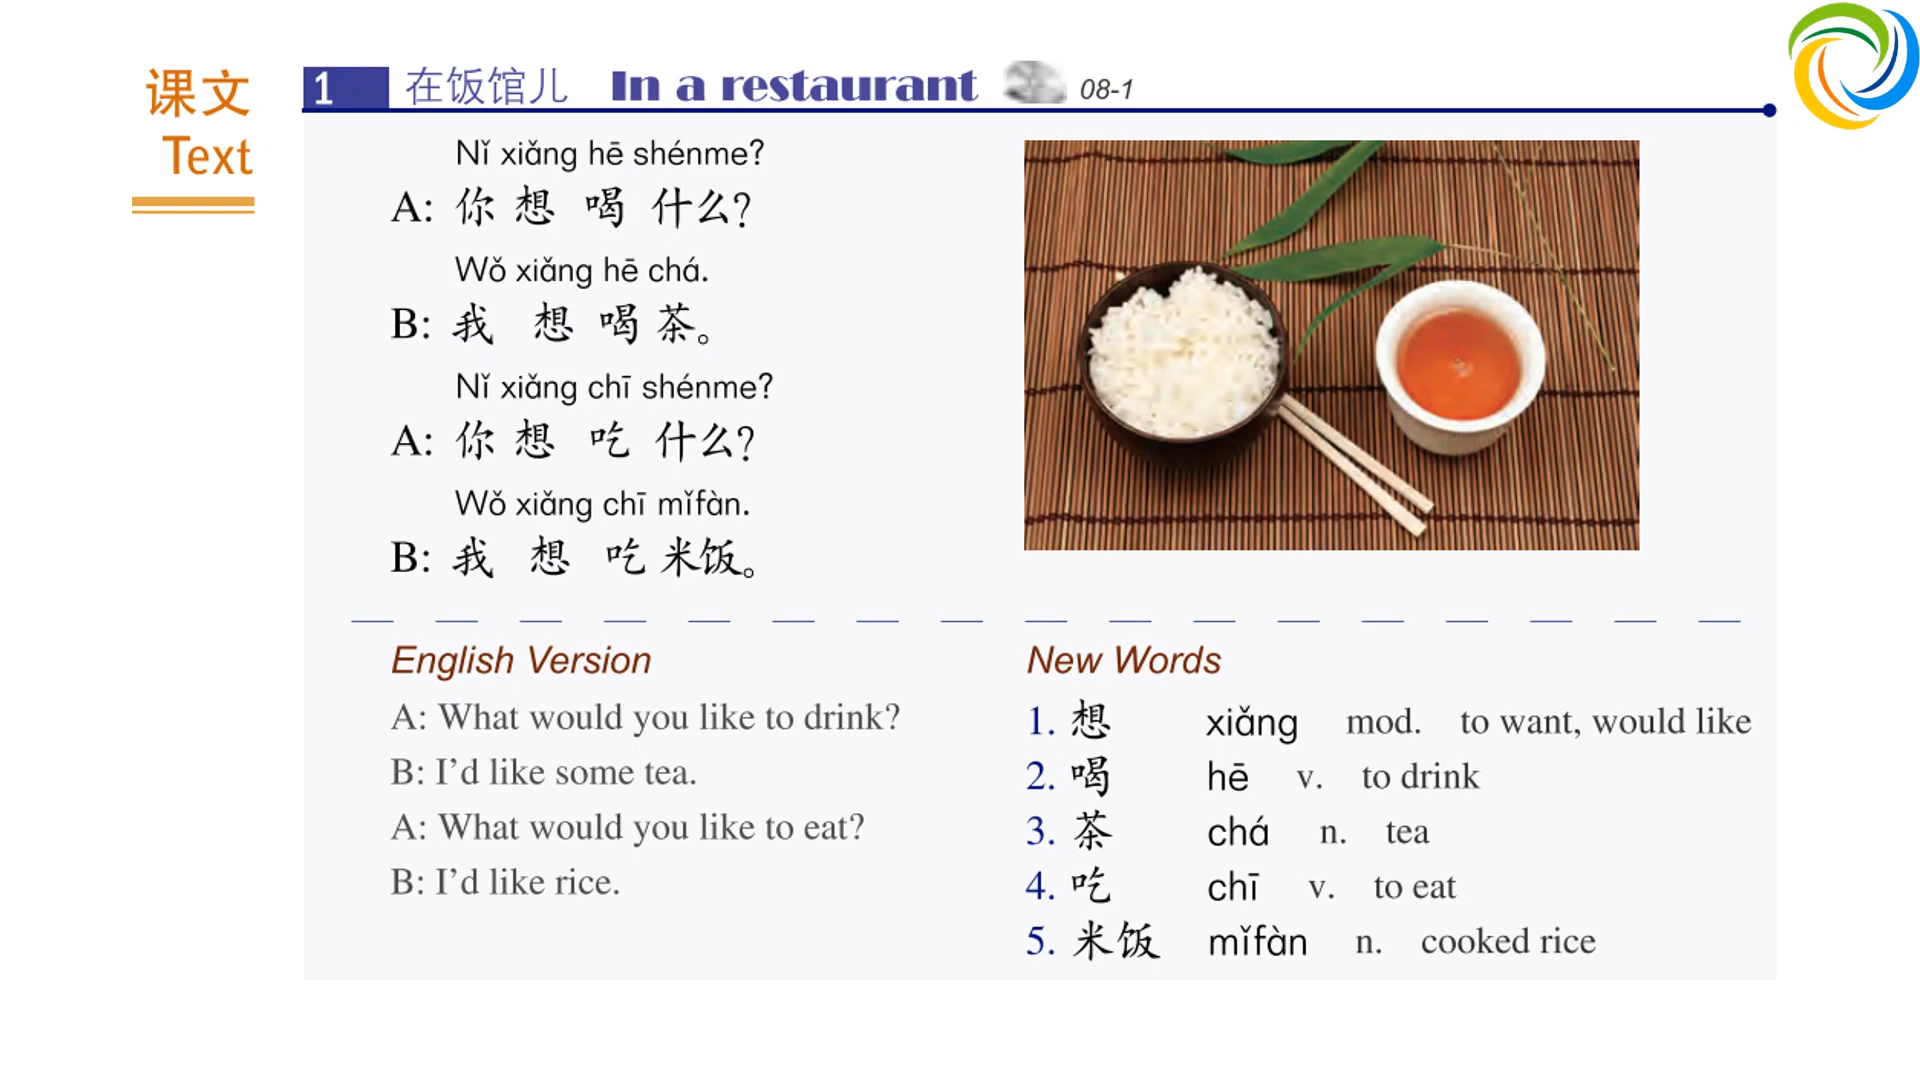 课文
Text
1 在饭馆儿 In a restaurant 08-1
Nǐ xiǎng hē shénme?
A: 你 想 喝 什么?
Wǒ xiǎng hē chá.
B: 我 想 喝 茶。
Nǐ xiǎng chī shénme?
A: 你 想 吃 什么?
Wǒ xiǎng chī mǐfàn.
B: 我 想 吃 米饭。
English Version
A: What would you like to drink?
B: I’d like some tea.
A: What would you like to eat?
B: I’d like rice.
New Words
1. 想 xiǎng mod. to want, would like
2. 喝 hē v. to drink
3. 茶 chá n. tea
4. 吃 chī v. to eat
5. 米饭 mǐfàn n. cooked rice